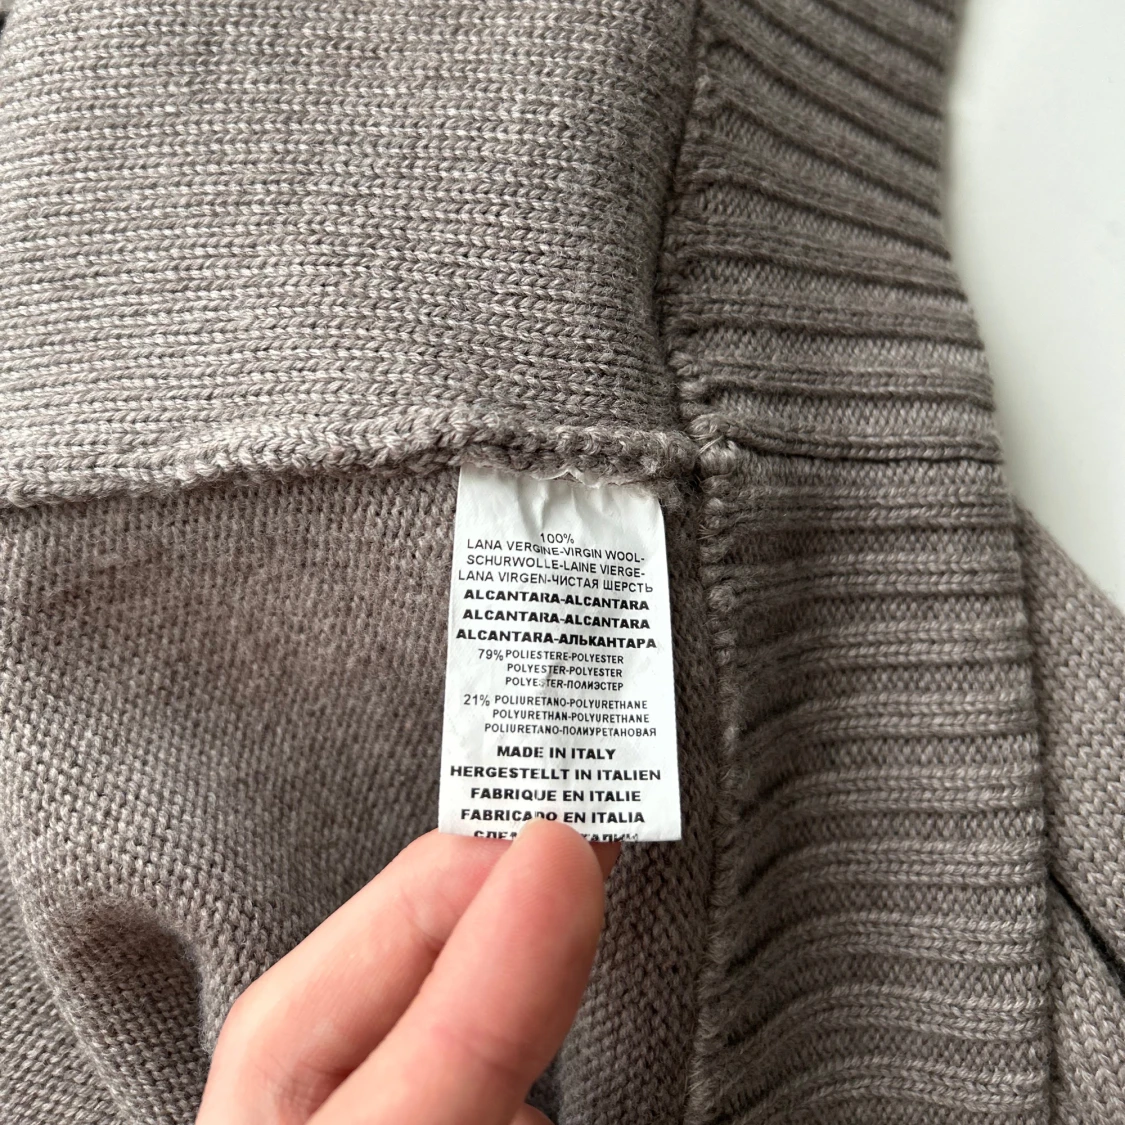 100%
LANA VERGINE-VIRGIN WOOL-
SCHURWOLLE-LAINE VIERGE-
LANA VIRGEN-ЧИСТАЯ ШЕРСТЬ
ALCANTARA-ALCANTARA
ALCANTARA-ALCANTARA
ALCANTARA-АЛЬКАНТАРА
79% POLIESTERE-POLYESTER
POLYESTER-POLYESTER
POLYESTER-ПОЛИЭСТЕР
21% POLIURETANO-POLYURETHANE
POLYURETHAN-POLYURETHANE
POLIURETANO-ПОЛИУРЕТАНОВАЯ
MADE IN ITALY
HERGESTELLT IN ITALIEN
FABRIQUE EN ITALIE
FABRICADO EN ITALIA